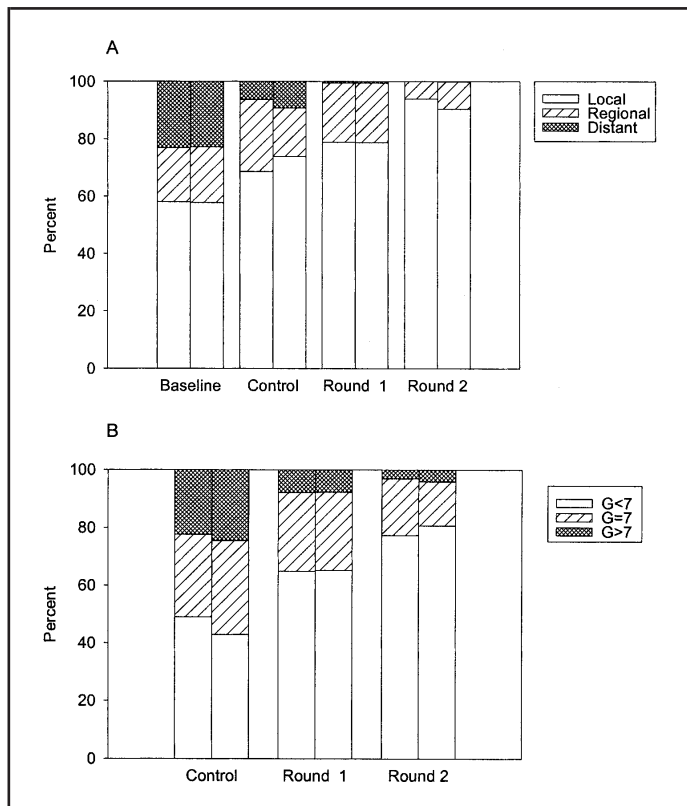 A
100
80
60
40
20
0
Percent
Baseline
Control
Round 1
Round 2
Local
Regional
Distant
B
100
80
60
40
20
0
Percent
Control
Round 1
Round 2
G<7
G=7
G>7